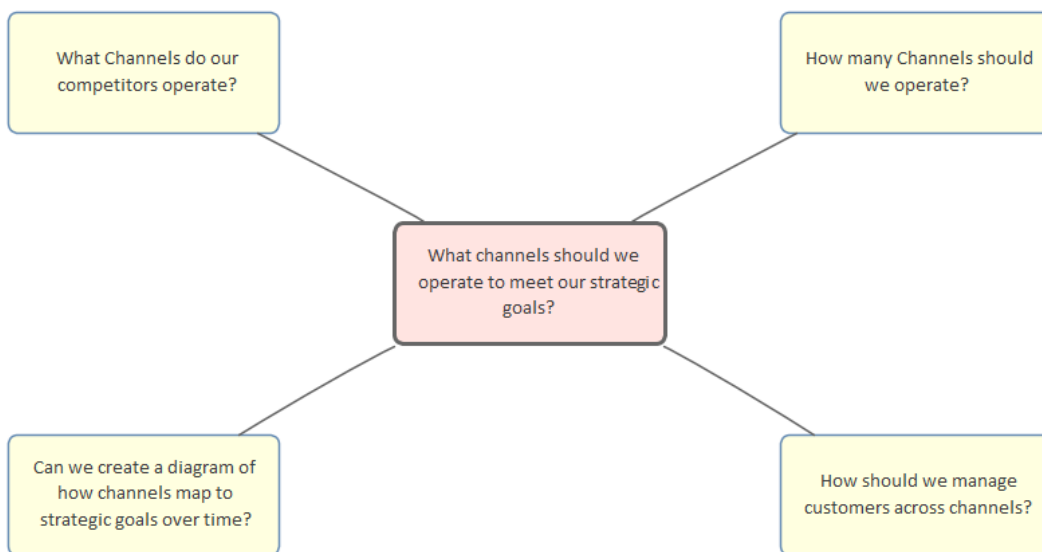 What Channels do our
competitors operate?
How many Channels should
we operate?
What channels should we
operate to meet our strategic
goals?
Can we create a diagram of
how channels map to
strategic goals over time?
How should we manage
customers across channels?